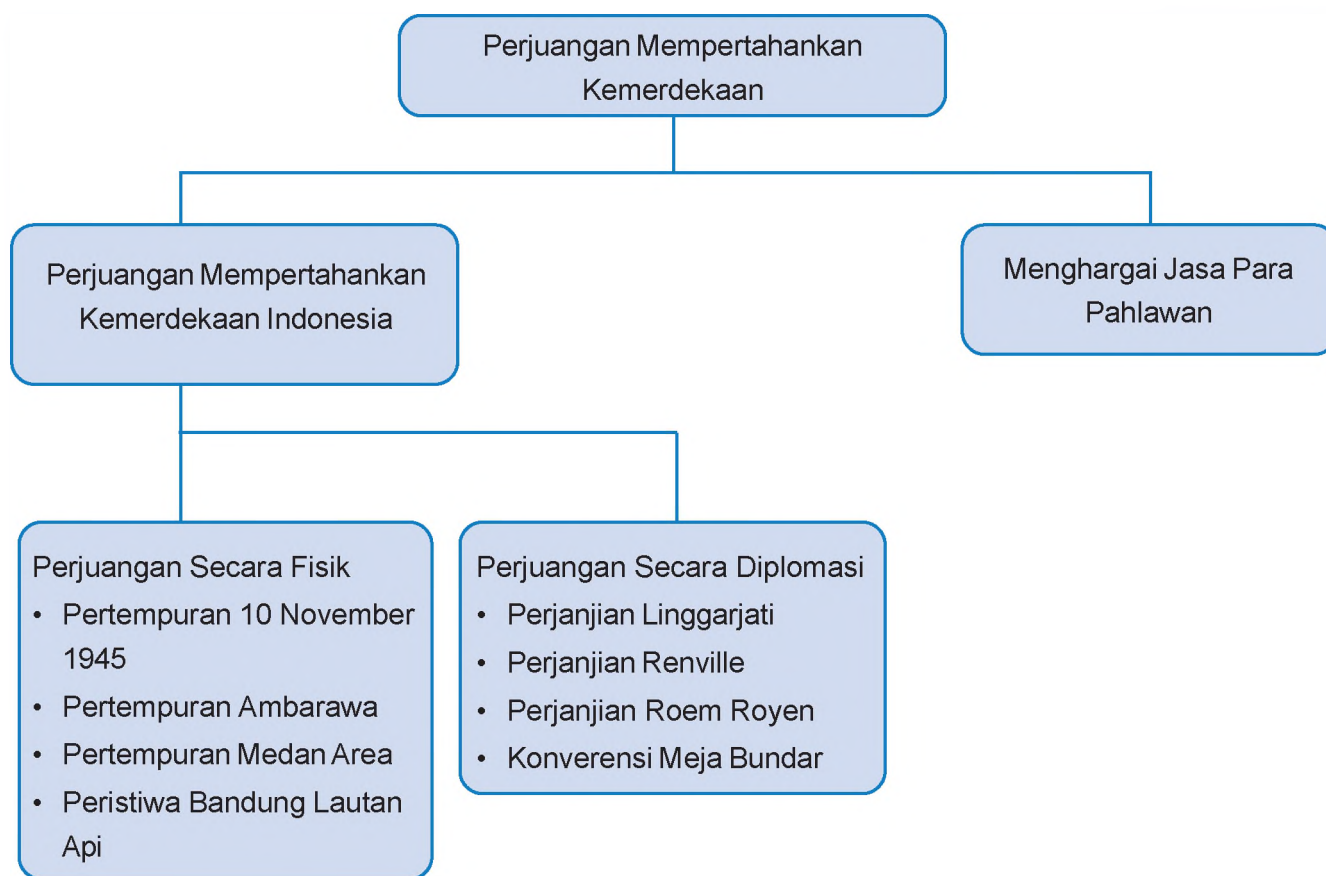 Perjuangan Mempertahankan
Kemerdekaan
Perjuangan Mempertahankan
Kemerdekaan Indonesia
Menghargai Jasa Para
Pahlawan
Perjuangan Secara Fisik
• Pertempuran 10 November
1945
• Pertempuran Ambarawa
• Pertempuran Medan Area
• Peristiwa Bandung Lautan
Api
Perjuangan Secara Diplomasi
• Perjanjian Linggarjati
• Perjanjian Renville
• Perjanjian Roem Royen
• Konverensi Meja Bundar